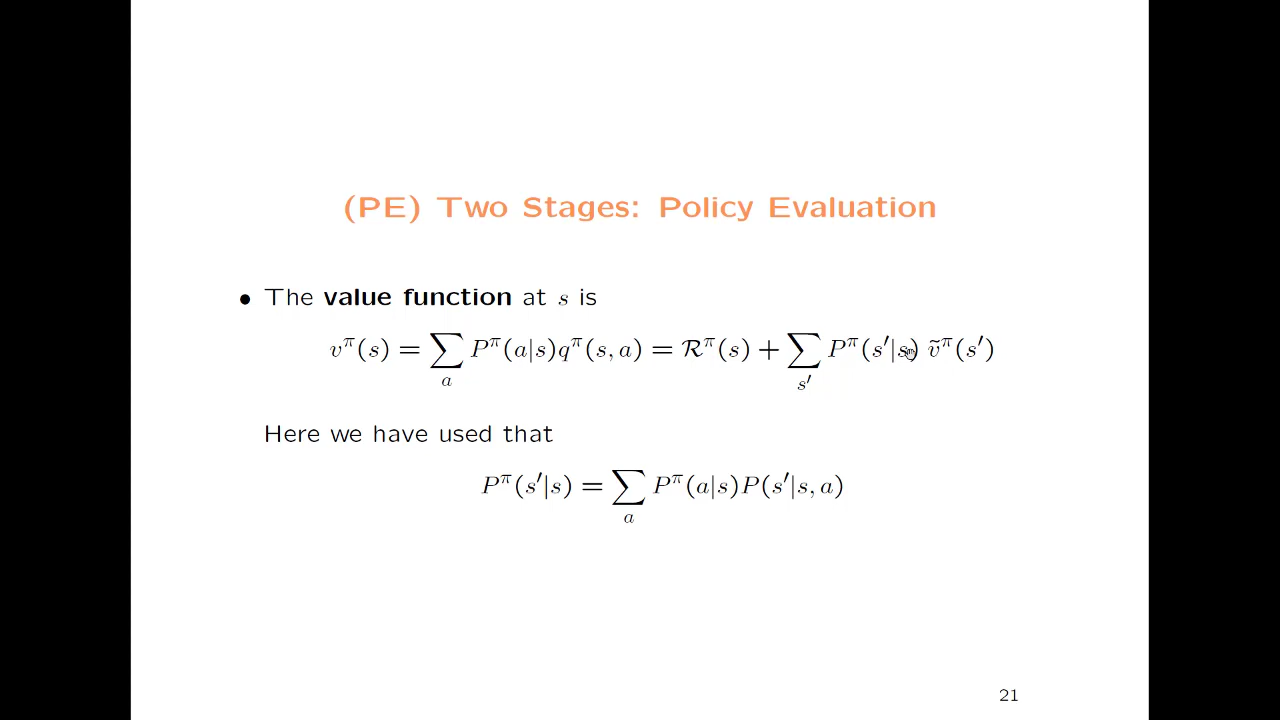 (PE) Two Stages: Policy Evaluation
• The value function at s is
v^π(s) = ∑_a P^π(a|s)q^π(s, a) = ℛ^π(s) + ∑_{s′} P^π(s′|s) ṽ^π(s′)
Here we have used that
P^π(s′|s) = ∑_a P^π(a|s)P(s′|s, a)
21